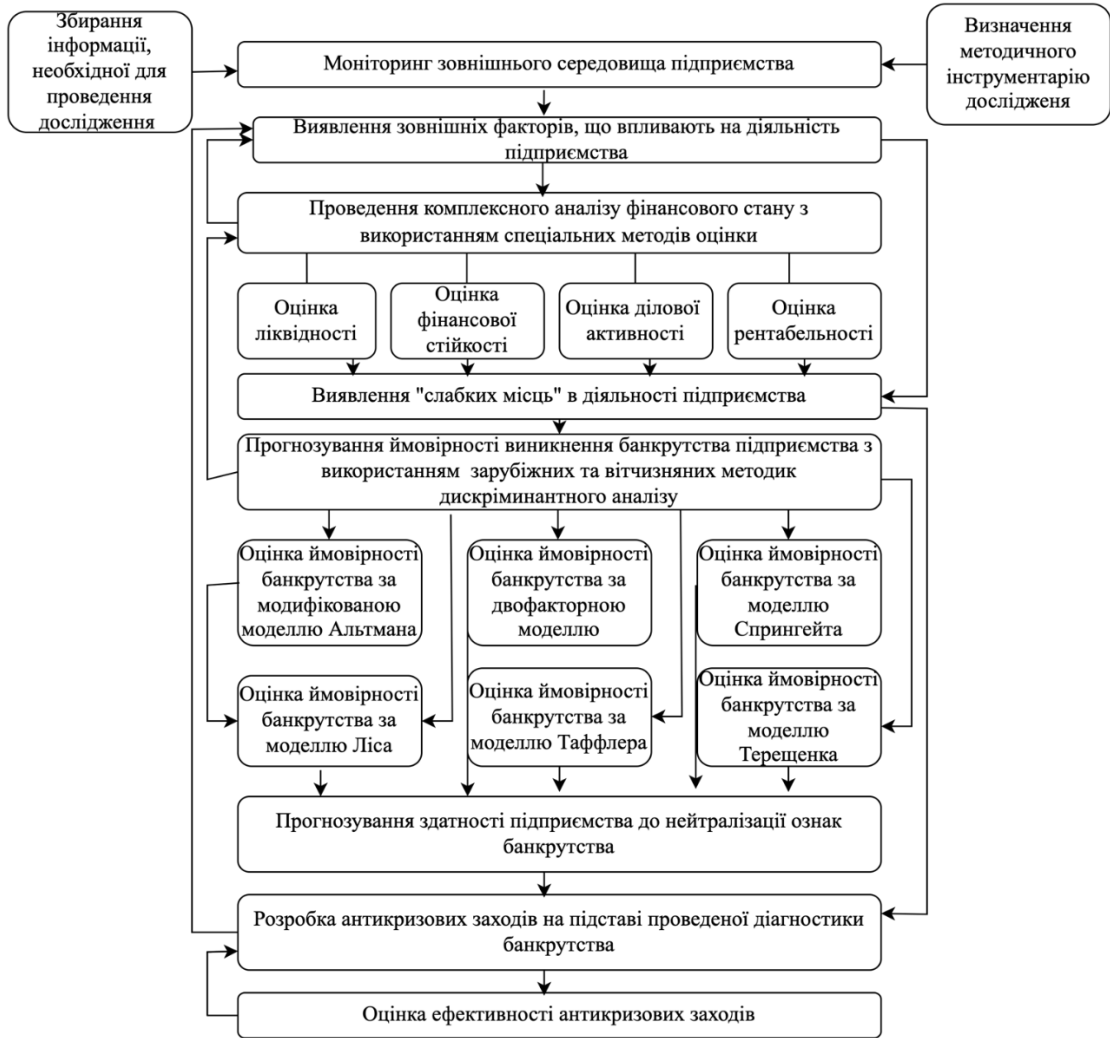 Збирання
інформації,
необхідної для
проведення
дослідження
Моніторинг зовнішнього середовища підприємства
Визначення
методичного
інструментарію
дослідженя
Виявлення зовнішніх факторів, що впливають на діяльність
підприємства
Проведення комплексного аналізу фінансового стану з
використанням спеціальних методів оцінки
Оцінка
ліквідності
Оцінка
фінансової
стійкості
Оцінка ділової
активності
Оцінка
рентабельності
Виявлення "слабких місць" в діяльності підприємства
Прогнозування ймовірності виникнення банкрутства підприємства з
використанням зарубіжних та вітчизняних методик
дискримінантного аналізу
Оцінка ймовірності
банкрутства за
модифікованою
моделлю Альтмана
Оцінка ймовірності
банкрутства за
двофакторною
моделлю
Оцінка ймовірності
банкрутства за
моделлю
Спрингейта
Оцінка ймовірності
банкрутства за
моделлю Ліса
Оцінка ймовірності
банкрутства за
моделлю Таффлера
Оцінка ймовірності
банкрутства за
моделлю
Терещенка
Прогнозування здатності підприємства до нейтралізації ознак
банкрутства
Розробка антикризових заходів на підставі проведеної діагностики
банкрутства
Оцінка ефективності антикризових заходів